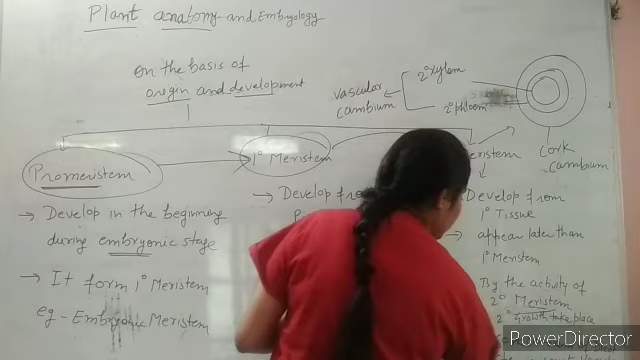 Plant anatomy and Embryology
On the basis of
origin and development
vascular
cambium
2° xylem
2° phloem
Cork
cambium
Promeristem
1° Meristem
eristem
→ Develop in the beginning
during embryonic stage
→ It form 1° Meristem
eg - Embryonic Meristem
→ Develop fro
Develop from
1° Tissue
→ appear later than
1° Meristem
By the activity of
2° Meristem
2° Growth take place
PowerDirector